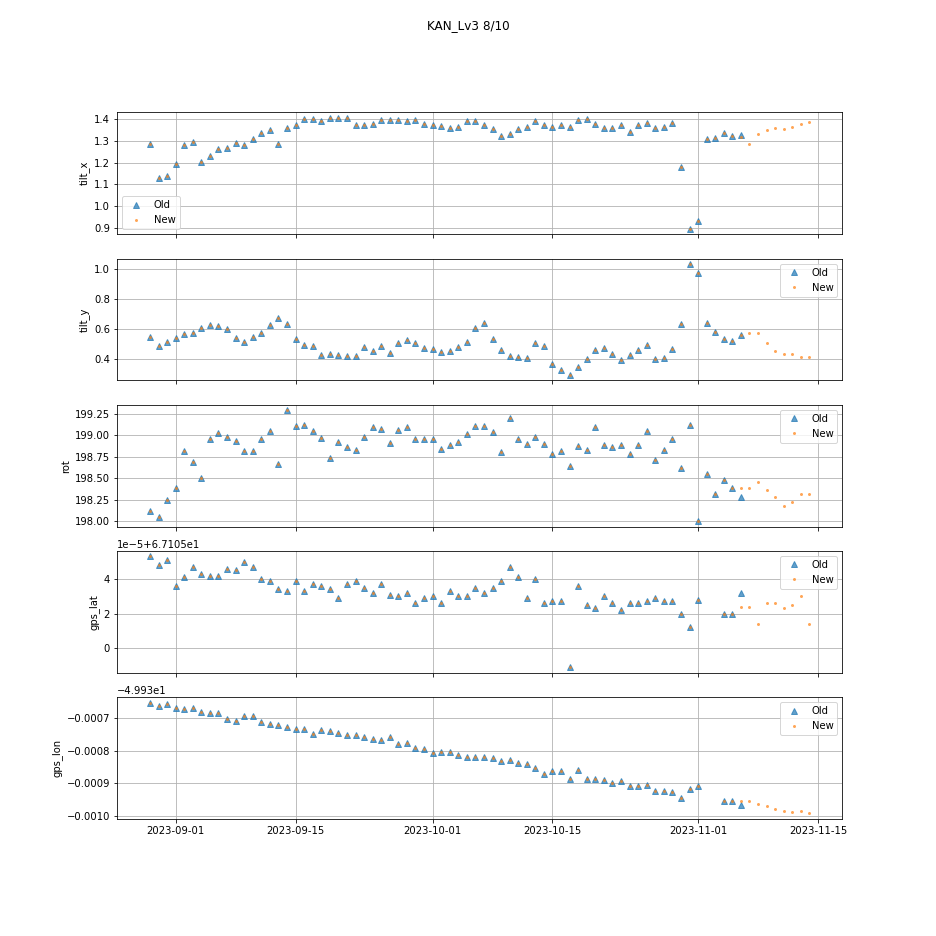 KAN_Lv3 8/10
1.4
1.3
1.2
1.1
1.0
0.9
tilt_x
Old
New
1.0
0.8
0.6
0.4
tilt_y
Old
New
199.25
199.00
198.75
198.50
198.25
198.00
rot
Old
New
1e-5+6.7105e1
4
2
0
gps_lat
Old
New
−4.993e1
−0.0007
−0.0008
−0.0009
−0.0010
gps_lon
Old
New
2023-09-01 2023-09-15 2023-10-01 2023-10-15 2023-11-01 2023-11-15